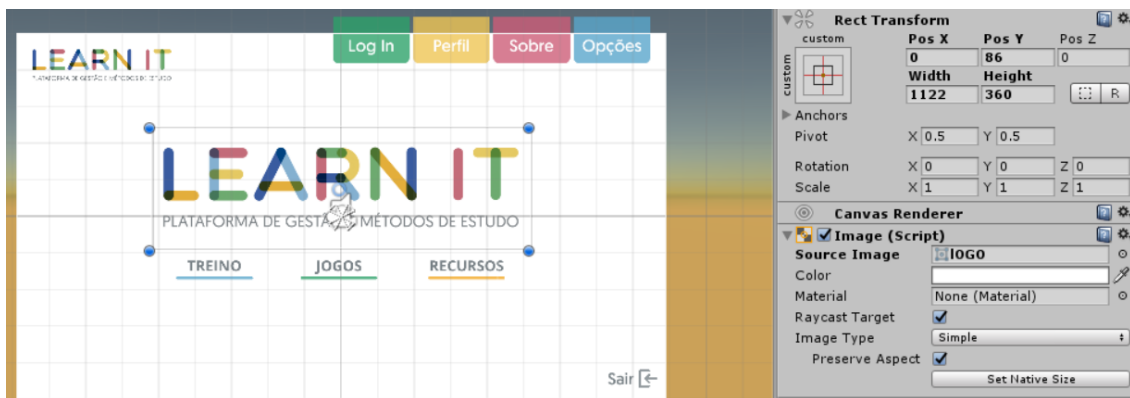 Log In
Perfil
Sobre
Opções
LEARN IT
PLATAFORMA DE GESTÃO E MÉTODOS DE ESTUDO
LEARN IT
PLATAFORMA DE GESTÃO MÉTODOS DE ESTUDO
TREINO
JOGOS
RECURSOS
Sair
Rect Transform
custom
custom
Pos X Pos Y Pos Z
0 86 0
Width Height
1122 360
R
Anchors
Pivot X 0.5 Y 0.5
Rotation X 0 Y 0 Z 0
Scale X 1 Y 1 Z 1
Canvas Renderer
Image (Script)
Source Image lOGO
Color
Material None (Material)
Raycast Target
Image Type Simple
Preserve Aspect
Set Native Size